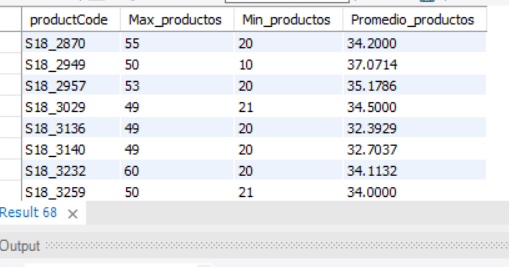 productCode Max_productos Min_productos Promedio_productos
S18_2870 55 20 34.2000
S18_2949 50 10 37.0714
S18_2957 53 20 35.1786
S18_3029 49 21 34.5000
S18_3136 49 20 32.3929
S18_3140 49 20 32.7037
S18_3232 60 20 34.1132
S18_3259 50 21 34.0000
Result 68 ×
Output